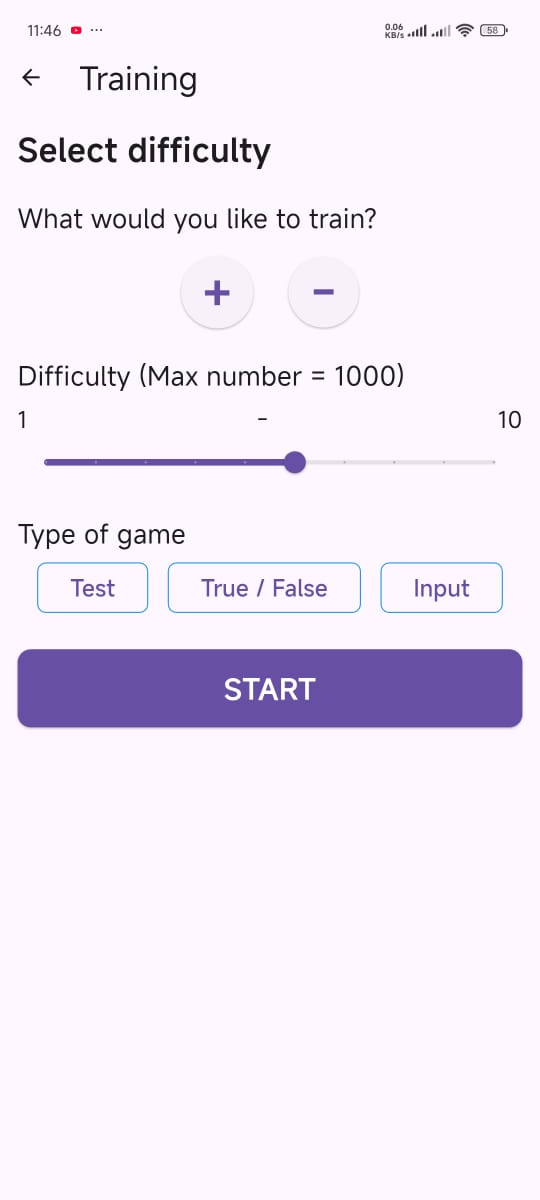 11:46 ... 0.06 KB/s 58
Training
Select difficulty
What would you like to train?
+ −
Difficulty (Max number = 1000)
1 – 10
Type of game
Test True / False Input
START